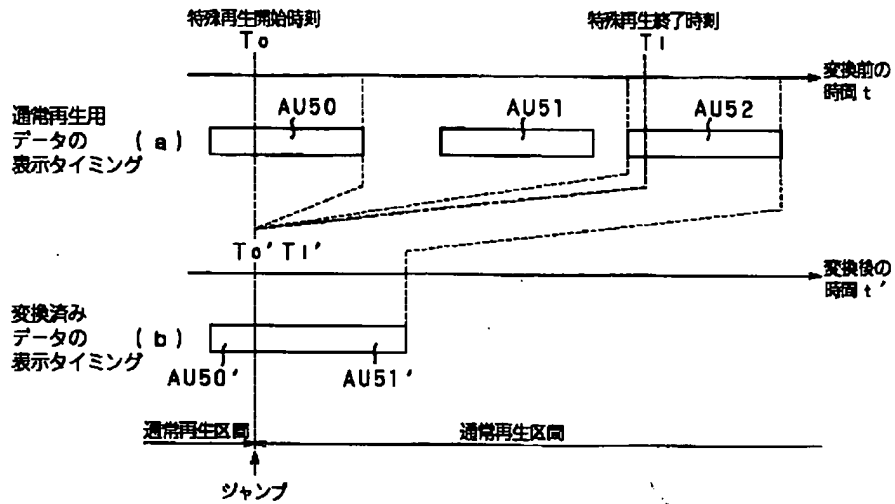 特殊再生開始時刻
To
特殊再生終了時刻
T1
変換前の
時間 t
通常再生用
データの (a)
表示タイミング
AU50
AU51
AU52
To' T1'
変換後の
時間 t'
変換済み
データの (b)
表示タイミング
AU50'
AU51'
通常再生区間
通常再生区間
ジャンプ